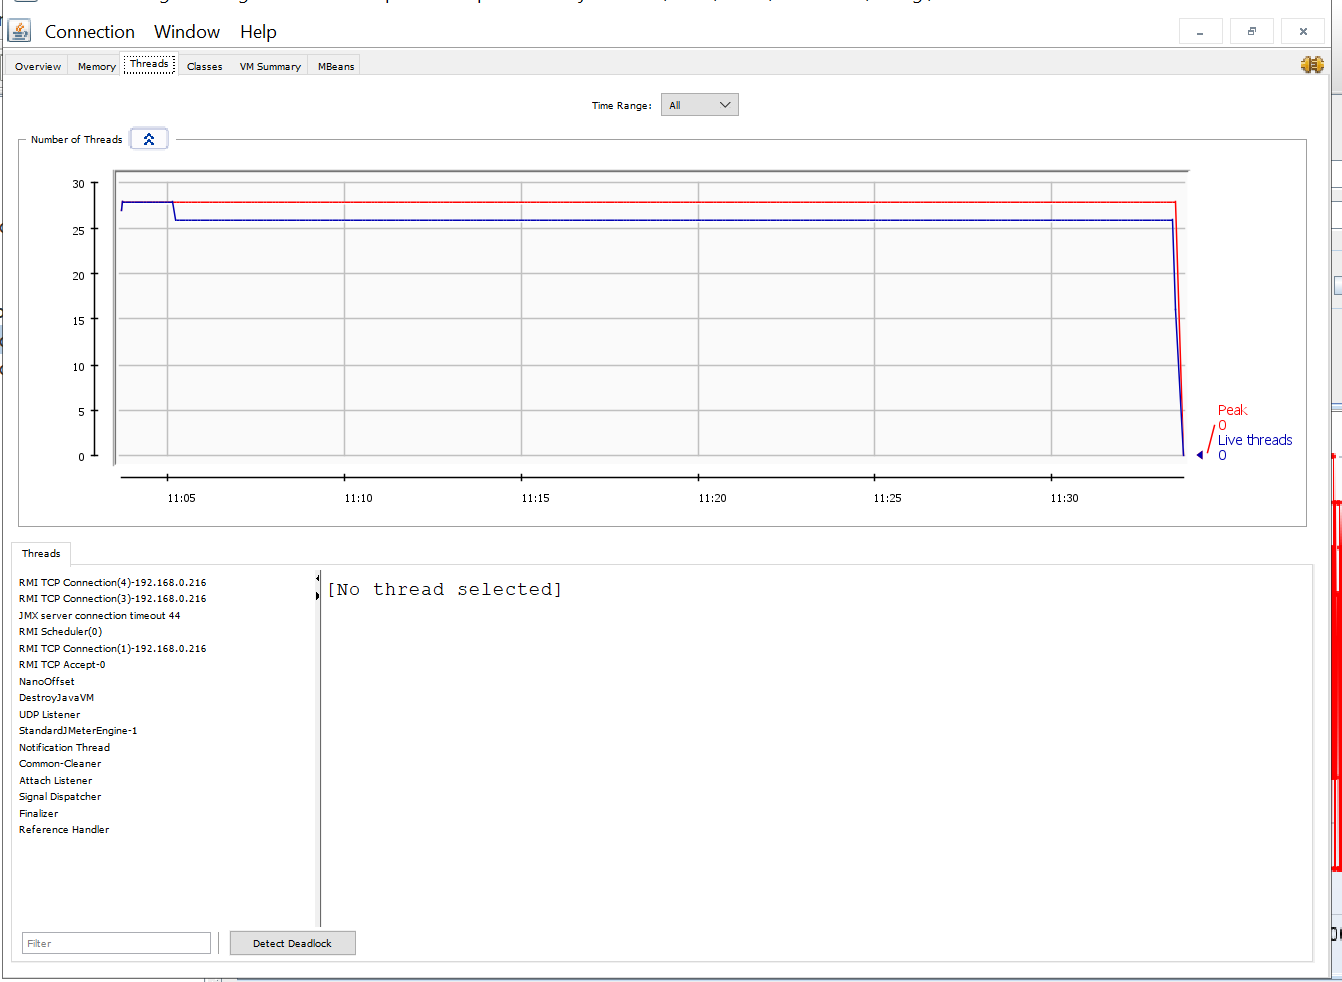 Connection Window Help
Overview Memory Threads Classes VM Summary MBeans
Time Range: All
Number of Threads
30
25
20
15
10
5
0
Peak
0
Live threads
0
11:05 11:10 11:15 11:20 11:25 11:30
Threads
RMI TCP Connection(4)-192.168.0.216
RMI TCP Connection(3)-192.168.0.216
JMX server connection timeout 44
RMI Scheduler(0)
RMI TCP Connection(1)-192.168.0.216
RMI TCP Accept-0
NanoOffset
DestroyJavaVM
UDP Listener
StandardJMeterEngine-1
Notification Thread
Common-Cleaner
Attach Listener
Signal Dispatcher
Finalizer
Reference Handler
[No thread selected]
Filter
Detect Deadlock